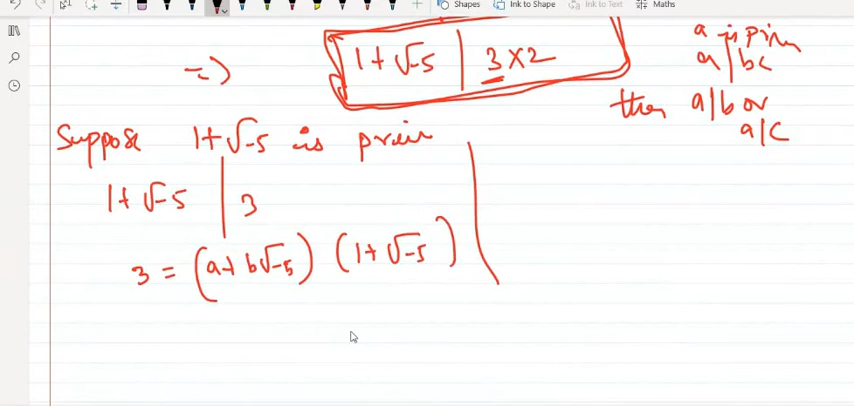 Shapes Ink to Shape Ink to Text Maths
=> 1 + √-5 | 3 × 2
a is prime
a | bc
then a|b or
a|c
Suppose 1 + √-5 is prime
1 + √-5 | 3
3 = (a + b√-5) (1 + √-5)